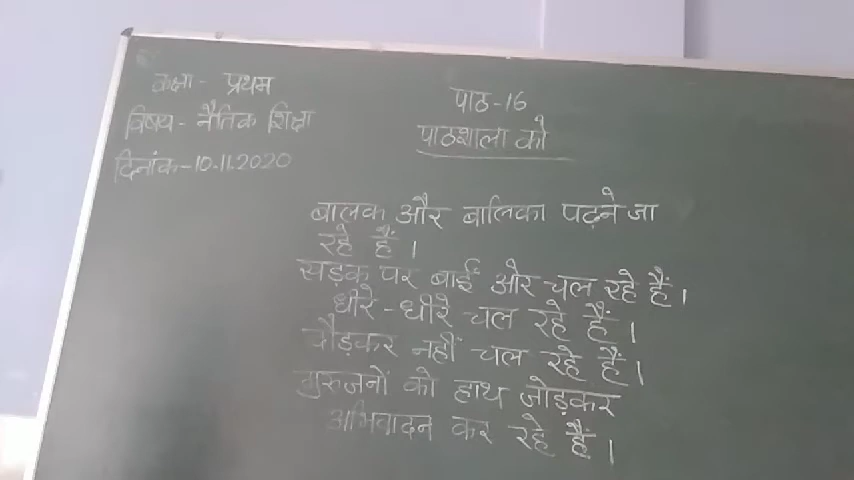 कक्षा - प्रथम
विषय - नैतिक शिक्षा
दिनांक - 10.11.2020
पाठ - 16
पाठशाला को
बालक और बालिका पढ़ने जा
रहे हैं ।
सड़क पर बाईं ओर चल रहे हैं ।
धीरे - धीरे चल रहे हैं ।
दौड़कर नहीं चल रहे हैं ।
गुरुजनों को हाथ जोड़कर
अभिवादन कर रहे हैं ।